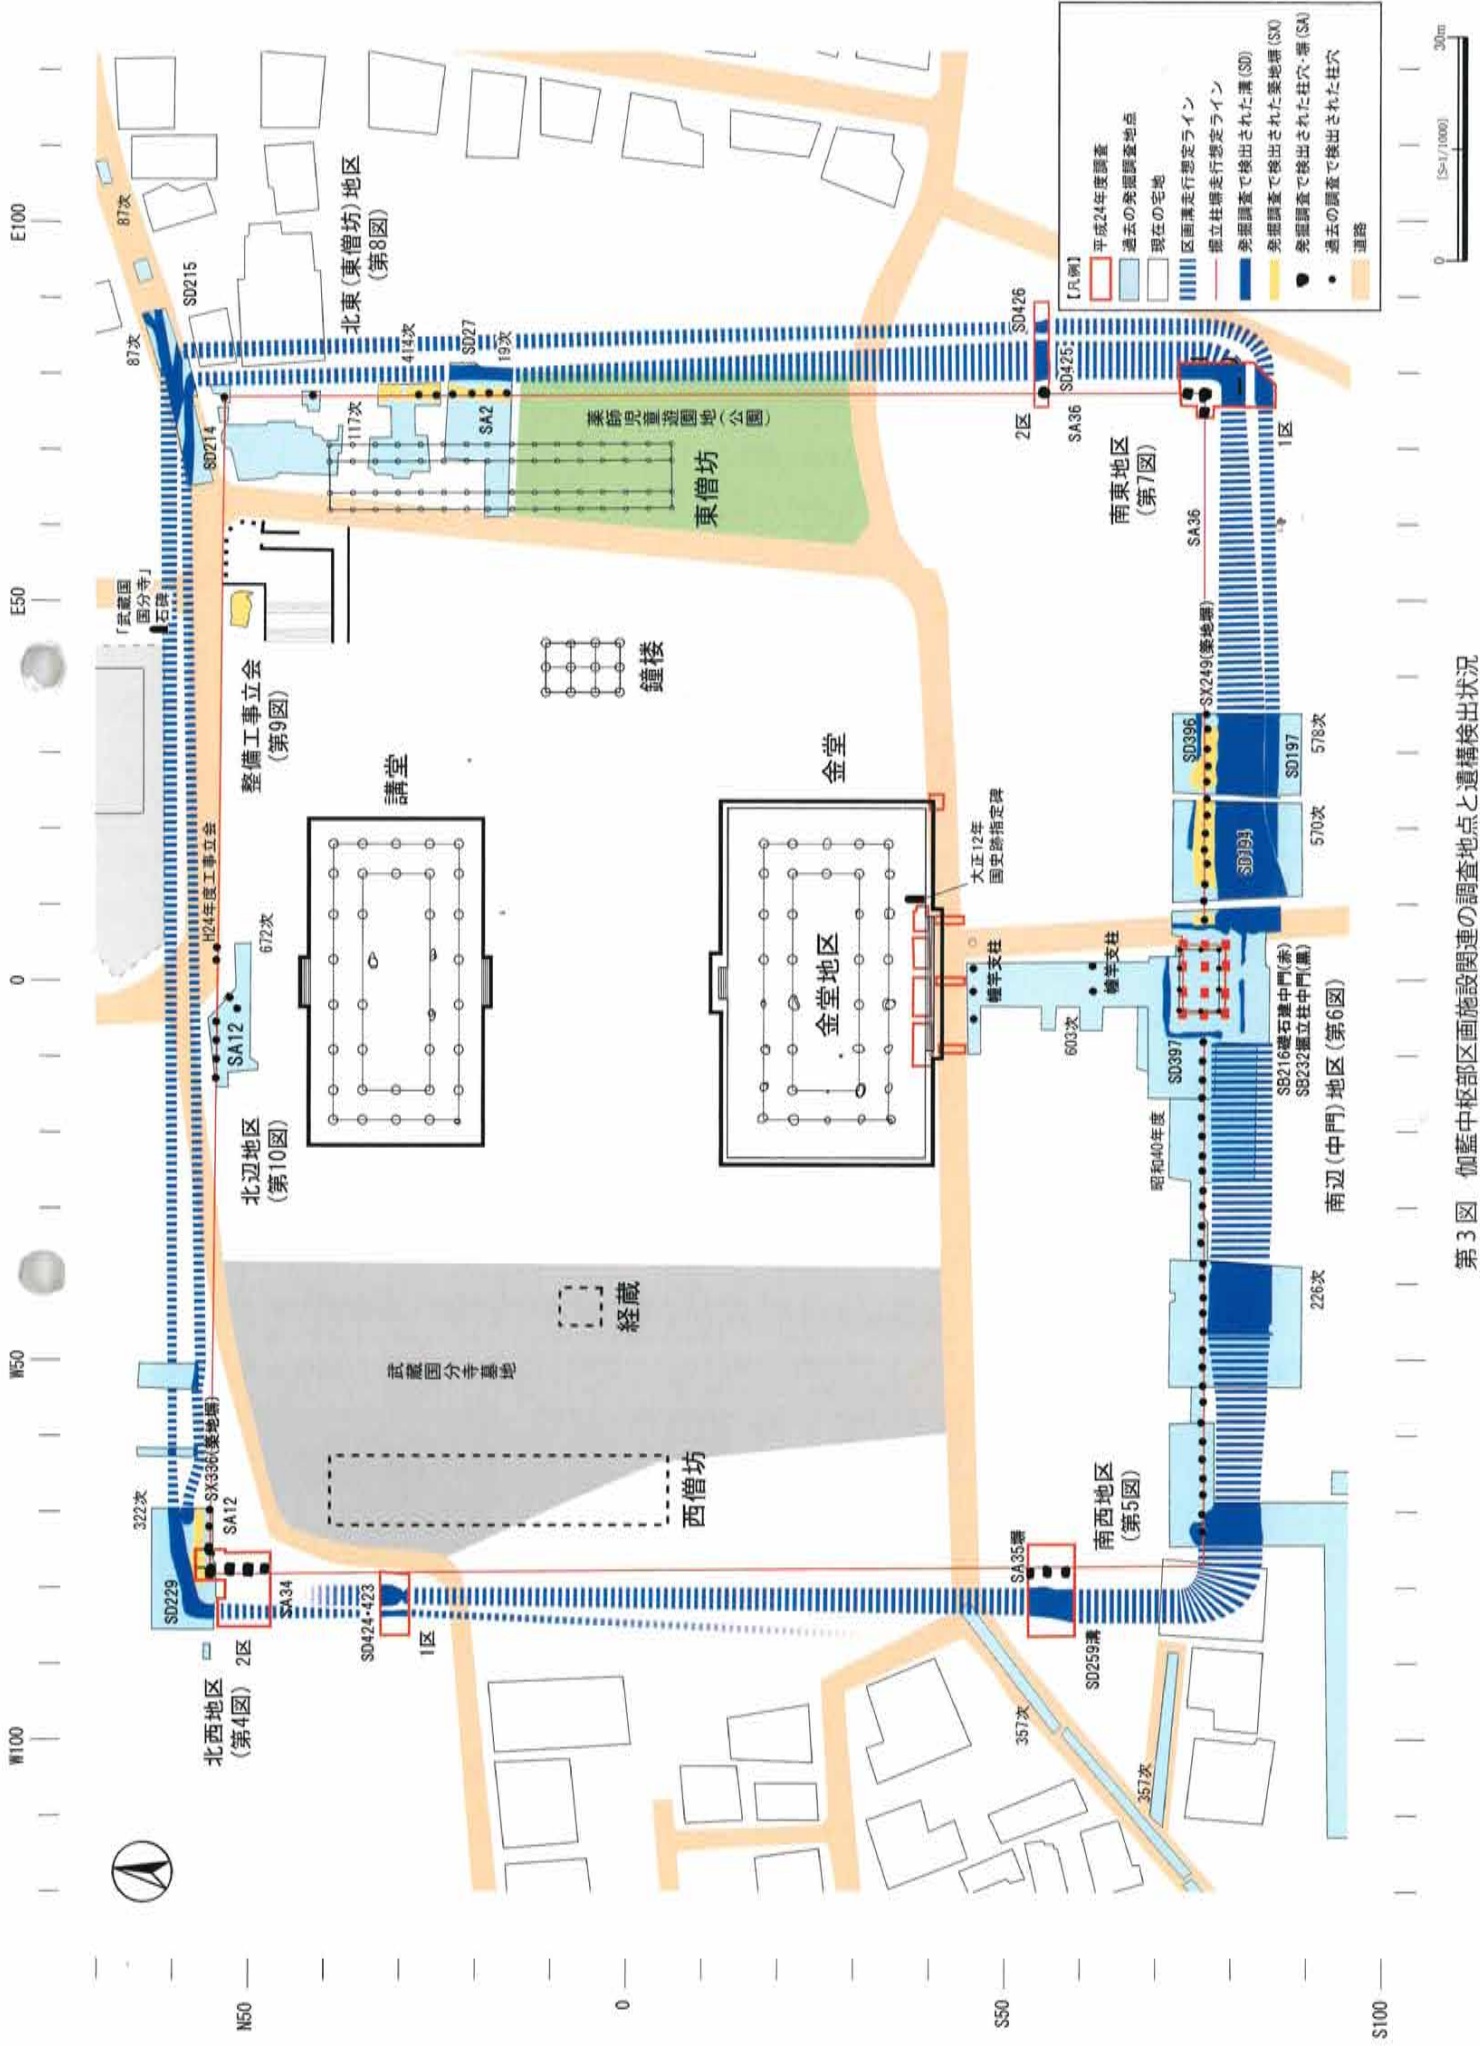 W100
W50
0
E50
E100
N50
0
S50
S100
北西地区
(第4図)
2区
SD229
322次
SX336(築地塀)
SA12
SA34
SD424・423
1区
西僧坊
経蔵
武蔵国分寺墓地
北辺地区
(第10図)
SA12
672次
H24年度工事立会
講堂
整備工事立会
(第9図)
「武蔵国
国分寺」
石碑
鐘楼
金堂
金堂地区
大正12年
国史跡指定碑
幢竿支柱
幢竿支柱
603次
87次
87次
SD215
SD214
北東(東僧坊)地区
(第8図)
117次
414次
SD27
19次
SA2
薬師児童遊園地(公園)
東僧坊
南東地区
(第7図)
2区
SA36
SD425
SD426
1区
SA36
SX249(築地塀)
SD396
SD197
578次
SD194
570次
SD397
SB216礎石建中門(赤)
SB232掘立柱中門(黒)
南辺(中門)地区(第6図)
昭和40年度
226次
南西地区
(第5図)
SA35塀
SD259溝
357次
357次
【凡例】
平成24年度調査
過去の発掘調査地点
現在の宅地
区画溝走行想定ライン
掘立柱塀走行想定ライン
発掘調査で検出された溝(SD)
発掘調査で検出された築地塀(SX)
発掘調査で検出された柱穴・塀(SA)
過去の調査で検出された柱穴
道路
0
[S=1/1000]
30m
第3図 伽藍中枢部区画施設関連の調査地点と遺構検出状況